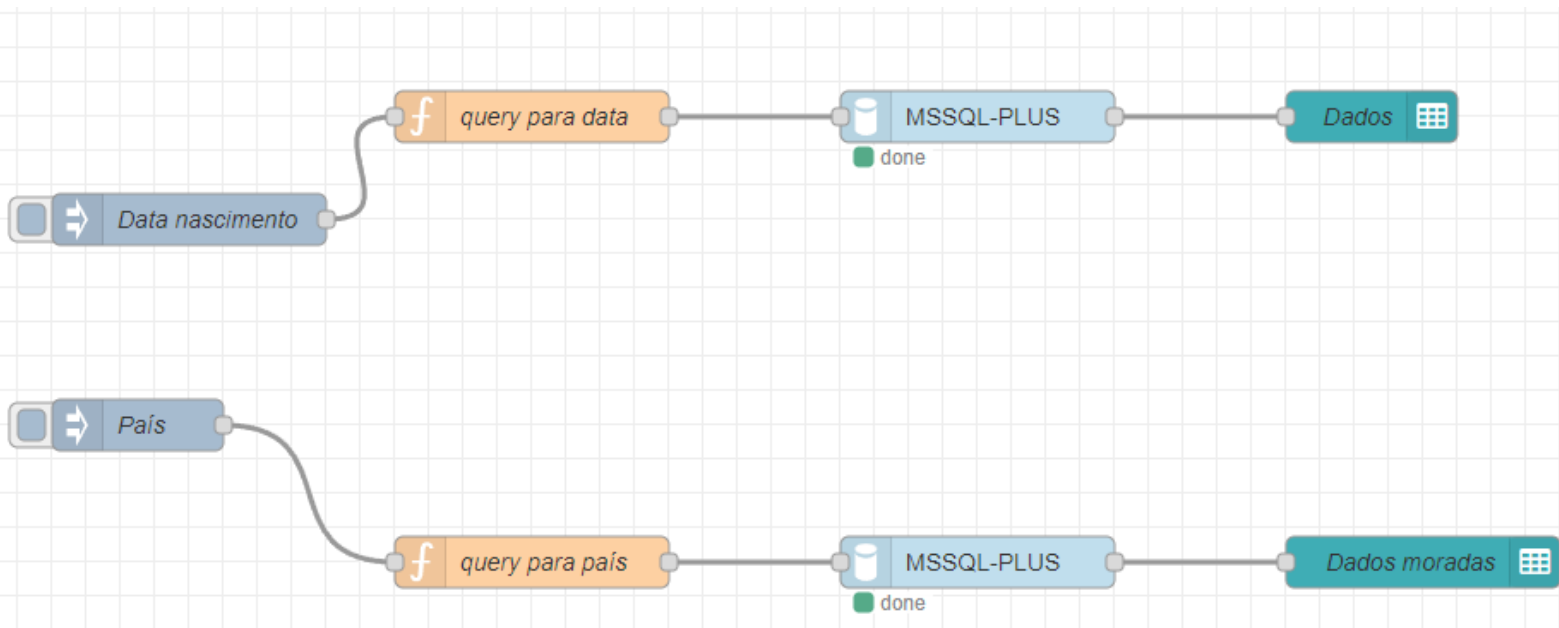 query para data
MSSQL-PLUS
Dados
done
Data nascimento
País
query para país
MSSQL-PLUS
Dados moradas
done